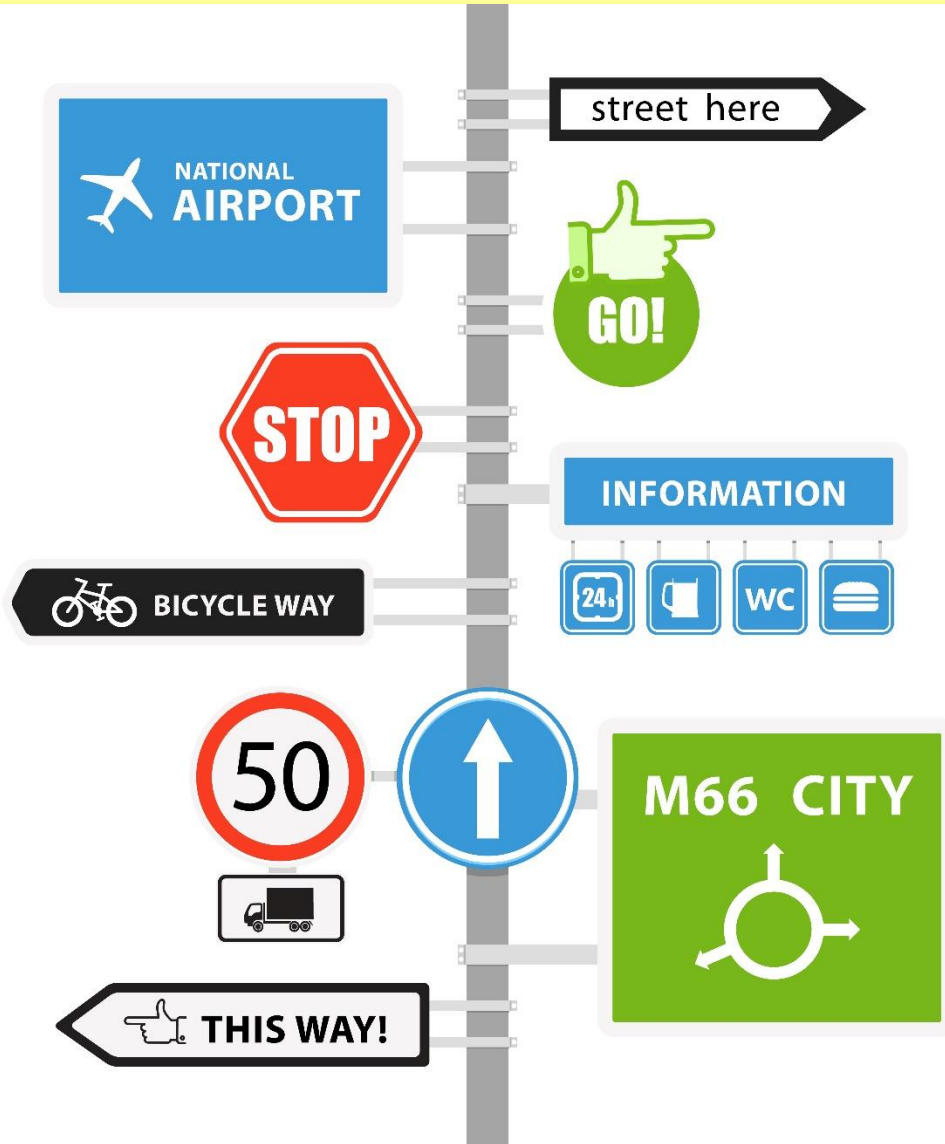 street here
NATIONAL
AIRPORT
GO!
STOP
INFORMATION
24h
WC
BICYCLE WAY
50
M66 CITY
THIS WAY!